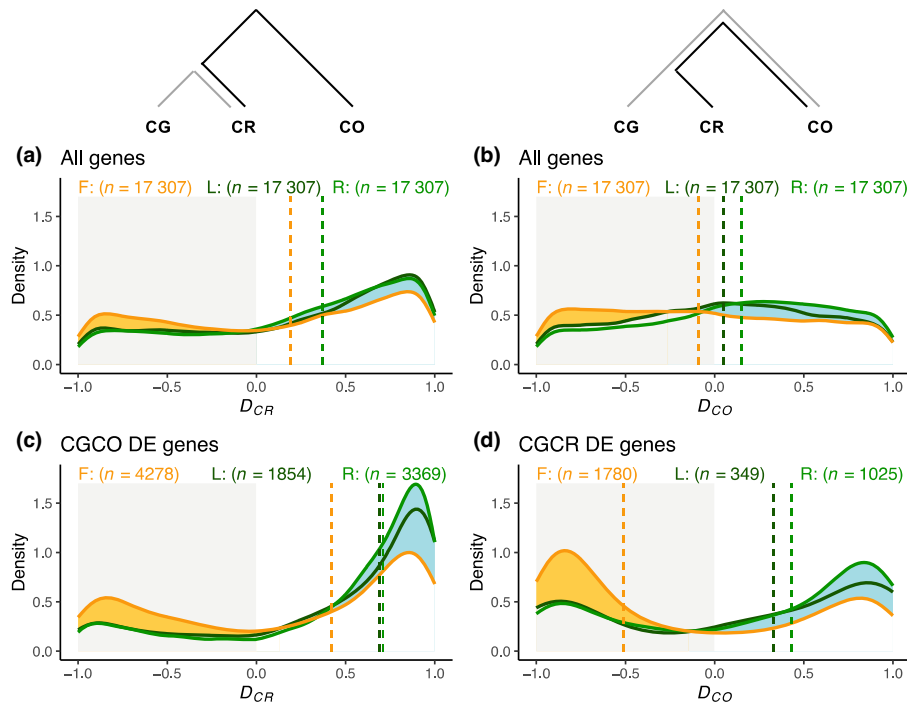 CG CR CO
CG CR CO
(a) All genes
F: (n = 17 307) L: (n = 17 307) R: (n = 17 307)
1.5
1.0
0.5
0.0
Density
−1.0 −0.5 0.0 0.5 1.0
DCR
(b) All genes
F: (n = 17 307) L: (n = 17 307) R: (n = 17 307)
1.5
1.0
0.5
0.0
Density
−1.0 −0.5 0.0 0.5 1.0
DCO
(c) CGCO DE genes
F: (n = 4278) L: (n = 1854) R: (n = 3369)
1.5
1.0
0.5
0.0
Density
−1.0 −0.5 0.0 0.5 1.0
DCR
(d) CGCR DE genes
F: (n = 1780) L: (n = 349) R: (n = 1025)
1.5
1.0
0.5
0.0
Density
−1.0 −0.5 0.0 0.5 1.0
DCO